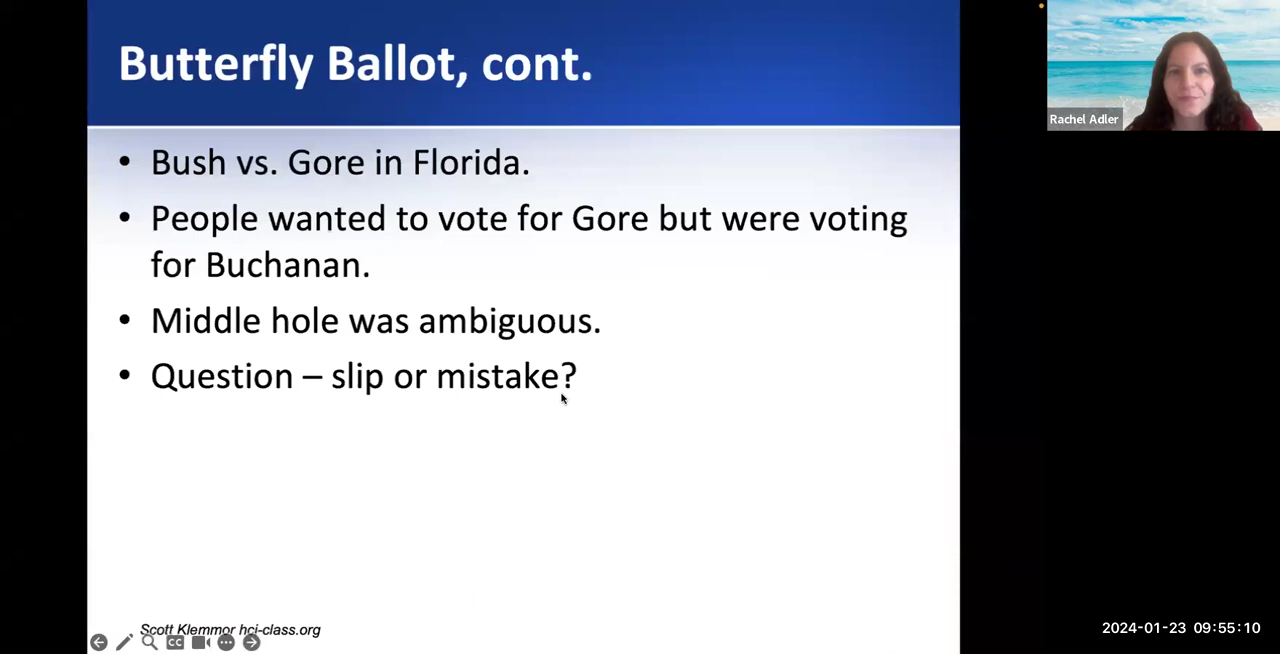 Butterfly Ballot, cont.
• Bush vs. Gore in Florida.
• People wanted to vote for Gore but were voting
for Buchanan.
• Middle hole was ambiguous.
• Question – slip or mistake?
Scott Klemmor hci-class.org
CC
Rachel Adler
2024-01-23 09:55:10